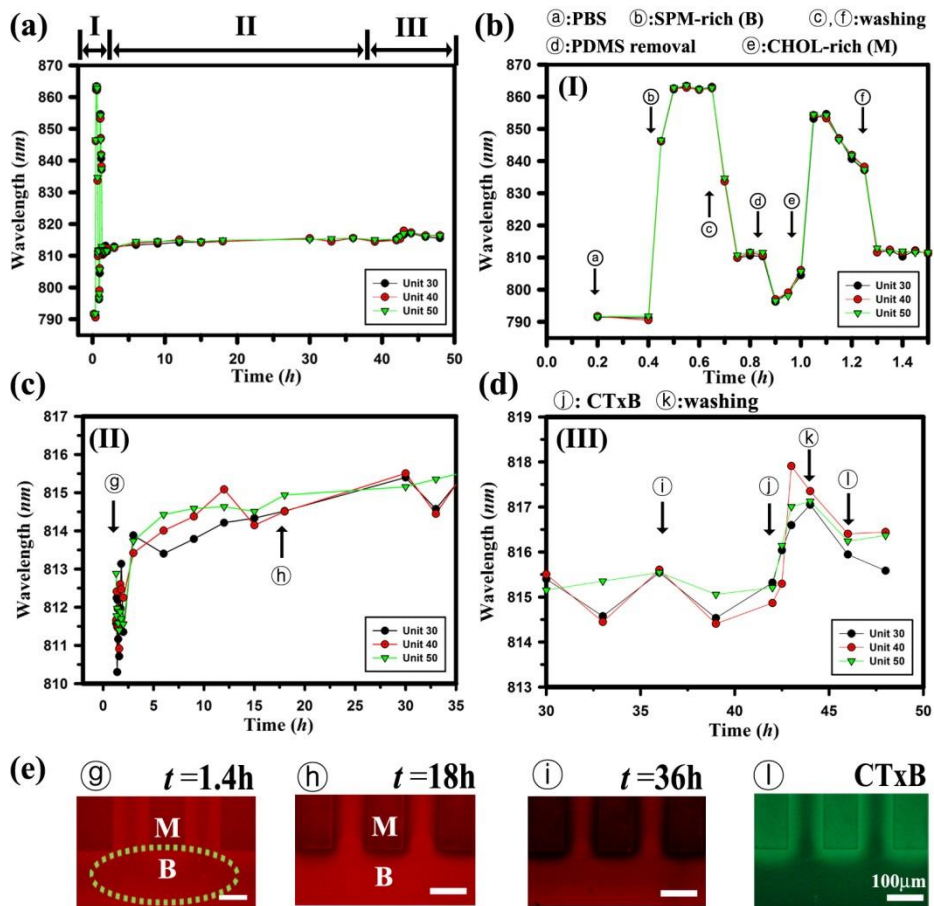 (a)
I II III
870
860
850
840
830
820
810
800
790
Wavelength (nm)
0 10 20 30 40 50
Time (h)
Unit 30
Unit 40
Unit 50
(b)
ⓐ:PBS ⓑ:SPM-rich (B) ⓒ,ⓕ:washing
ⓓ:PDMS removal ⓔ:CHOL-rich (M)
(I)
870
860
850
840
830
820
810
800
790
Wavelength (nm)
ⓐ
ⓑ
ⓒ
ⓓ
ⓔ
ⓕ
0.0 0.2 0.4 0.6 0.8 1.0 1.2 1.4
Time (h)
Unit 30
Unit 40
Unit 50
(c)
(II)
817
816
815
814
813
812
811
810
Wavelength (nm)
ⓖ
ⓗ
0 5 10 15 20 25 30 35
Time (h)
Unit 30
Unit 40
Unit 50
(d)
ⓙ: CTxB ⓚ:washing
(III)
819
818
817
816
815
814
813
Wavelength (nm)
ⓘ
ⓙ
ⓚ
ⓛ
30 35 40 45 50
Time (h)
Unit 30
Unit 40
Unit 50
(e)
ⓖ t =1.4h
M
B
ⓗ t =18h
M
B
ⓘ t =36h
ⓛ CTxB
100μm